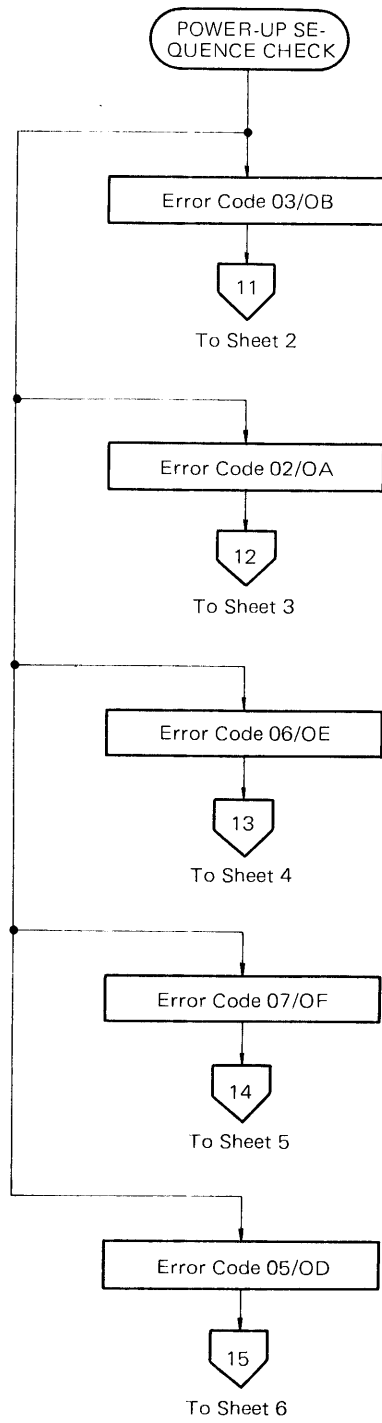 POWER-UP SE-
QUENCE CHECK
Error Code 03/OB
11
To Sheet 2
Error Code 02/OA
12
To Sheet 3
Error Code 06/OE
13
To Sheet 4
Error Code 07/OF
14
To Sheet 5
Error Code 05/OD
15
To Sheet 6